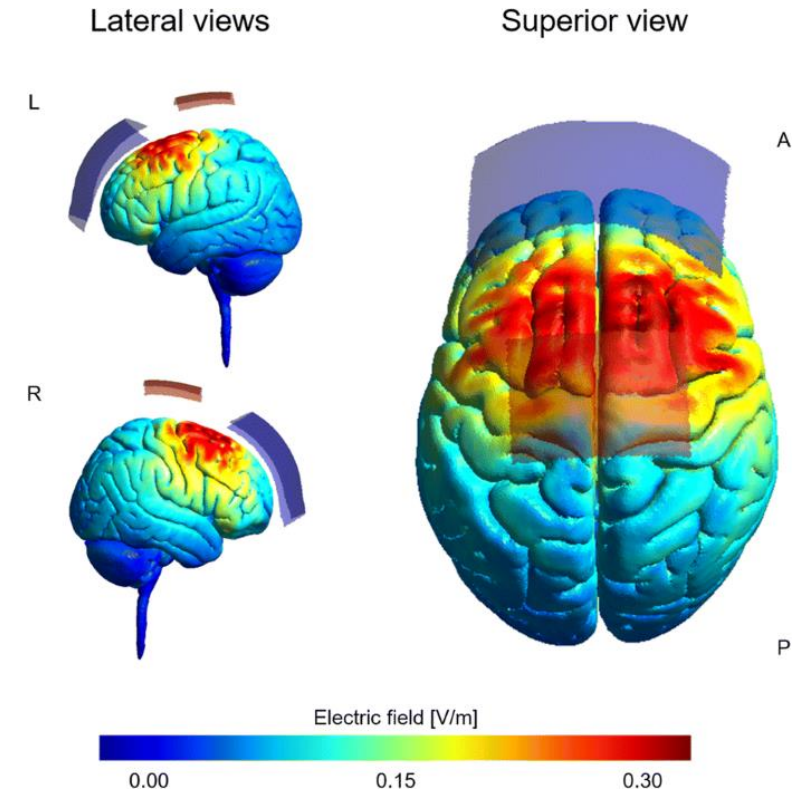 Lateral views
Superior view
L
A
R
P
Electric field [V/m]
0.00 0.15 0.30